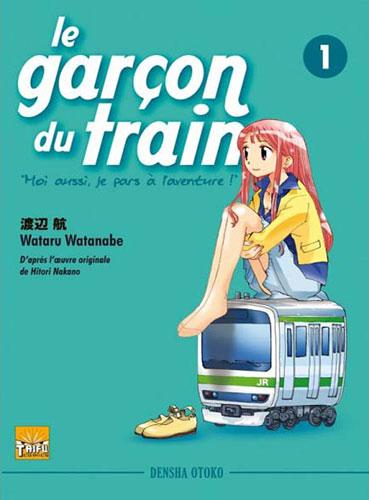 le
garçon
du train
1
"Moi aussi, je pars à l'aventure !"
渡辺 航
Wataru Watanabe
D'après l'œuvre originale
de Hitori Nakano
JR
TAIFU
DENSHA OTOKO